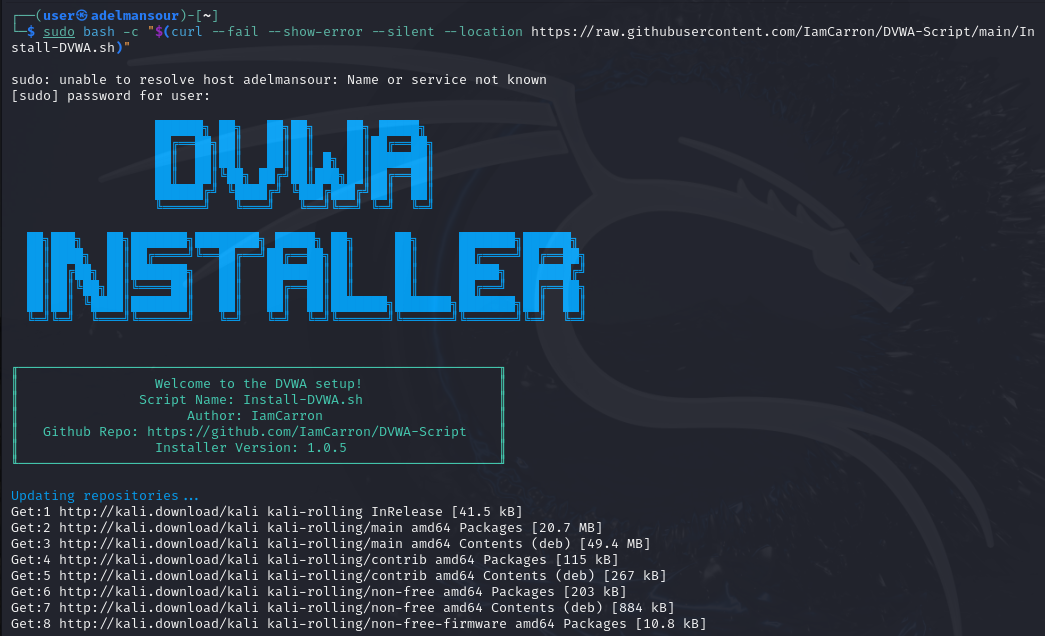 ┌──(user㉿adelmansour)-[~]
└─$ sudo bash -c "$(curl --fail --show-error --silent --location https://raw.githubusercontent.com/IamCarron/DVWA-Script/main/In
stall-DVWA.sh)"
sudo: unable to resolve host adelmansour: Name or service not known
[sudo] password for user:
DVWA
INSTALLER
Welcome to the DVWA setup!
Script Name: Install-DVWA.sh
Author: IamCarron
Github Repo: https://github.com/IamCarron/DVWA-Script
Installer Version: 1.0.5
Updating repositories...
Get:1 http://kali.download/kali kali-rolling InRelease [41.5 kB]
Get:2 http://kali.download/kali kali-rolling/main amd64 Packages [20.7 MB]
Get:3 http://kali.download/kali kali-rolling/main amd64 Contents (deb) [49.4 MB]
Get:4 http://kali.download/kali kali-rolling/contrib amd64 Packages [115 kB]
Get:5 http://kali.download/kali kali-rolling/contrib amd64 Contents (deb) [267 kB]
Get:6 http://kali.download/kali kali-rolling/non-free amd64 Packages [203 kB]
Get:7 http://kali.download/kali kali-rolling/non-free amd64 Contents (deb) [884 kB]
Get:8 http://kali.download/kali kali-rolling/non-free-firmware amd64 Packages [10.8 kB]